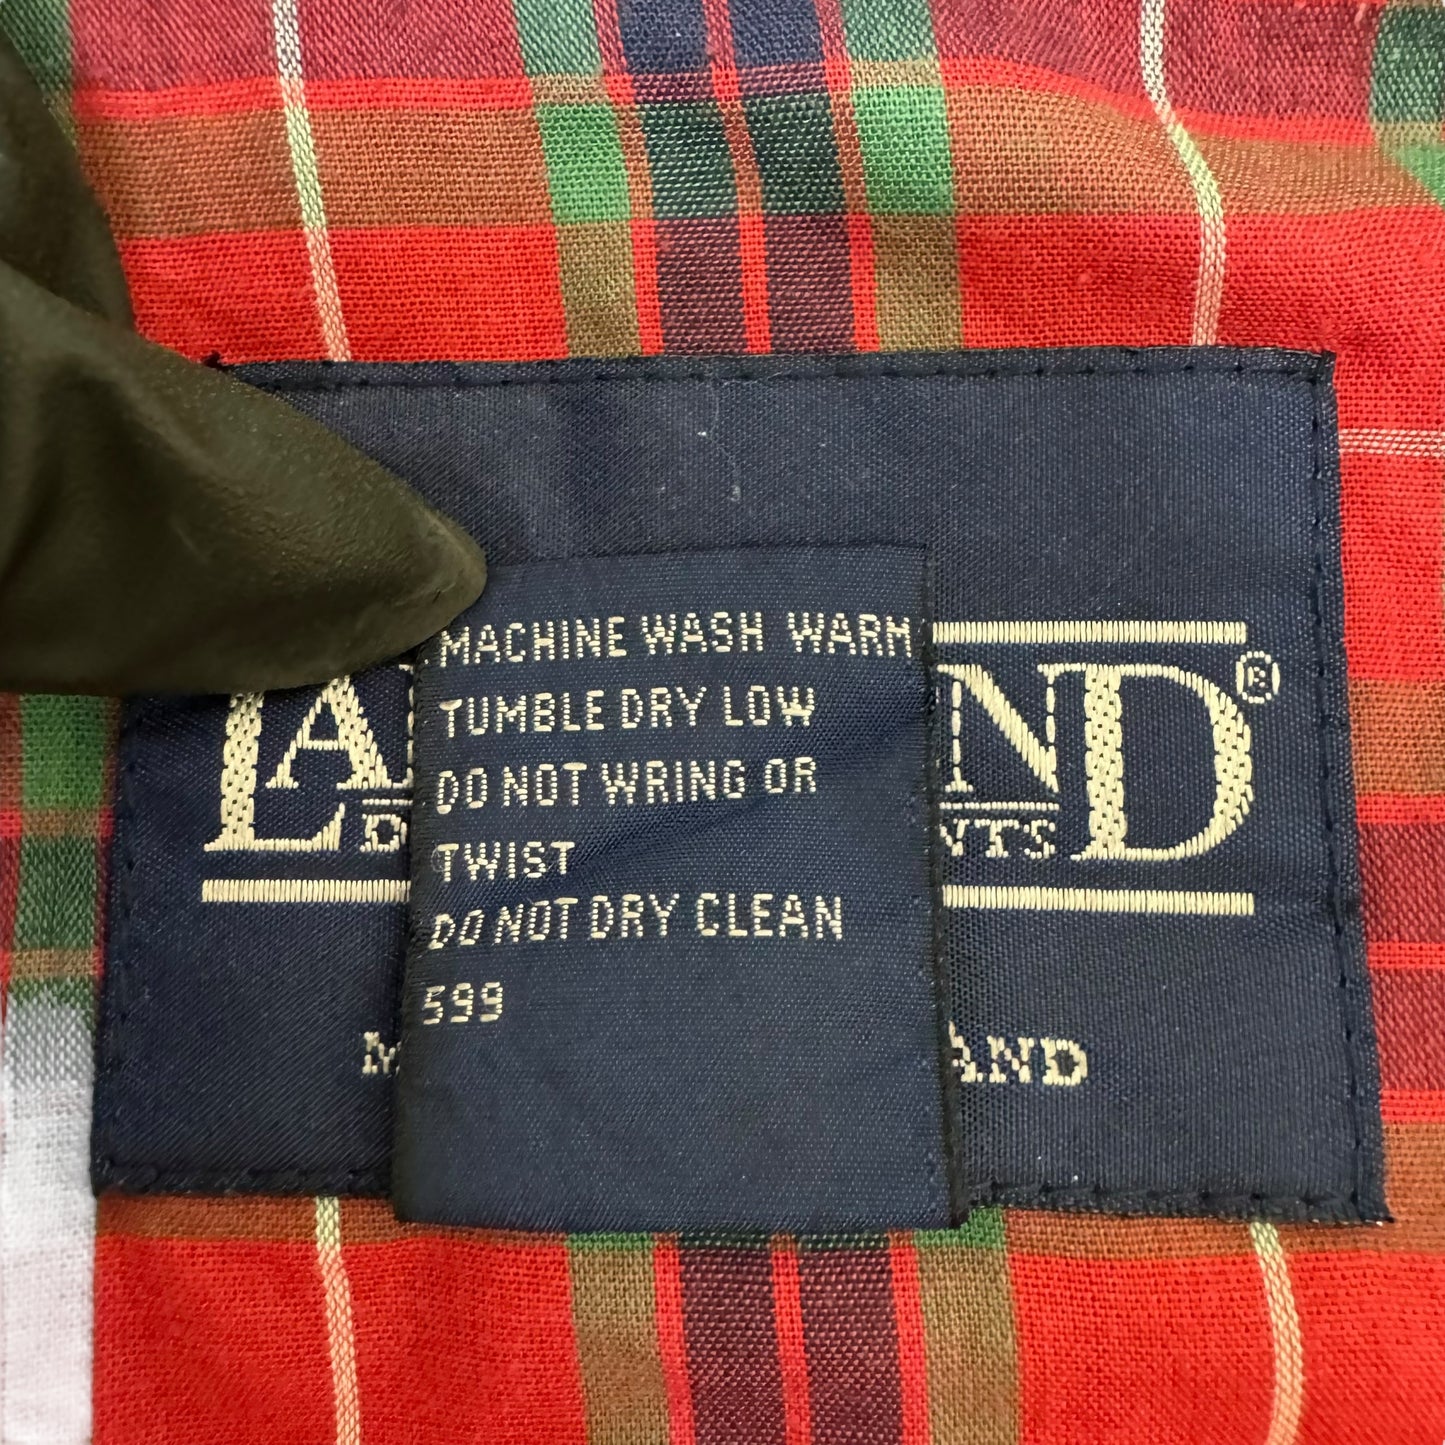 MACHINE WASH WARM
TUMBLE DRY LOW
DO NOT WRING OR
TWIST
DO NOT DRY CLEAN
599